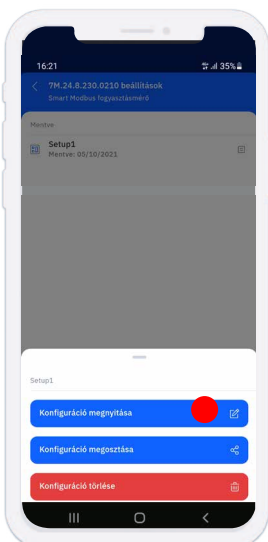 16:21
35%
7M.24.8.230.0210 beállítások
Smart Modbus fogyasztásmérő
Mentve
Setup1
Mentve: 05/10/2021
Setup1
Konfiguráció megnyitása
Konfiguráció megosztása
Konfiguráció törlése